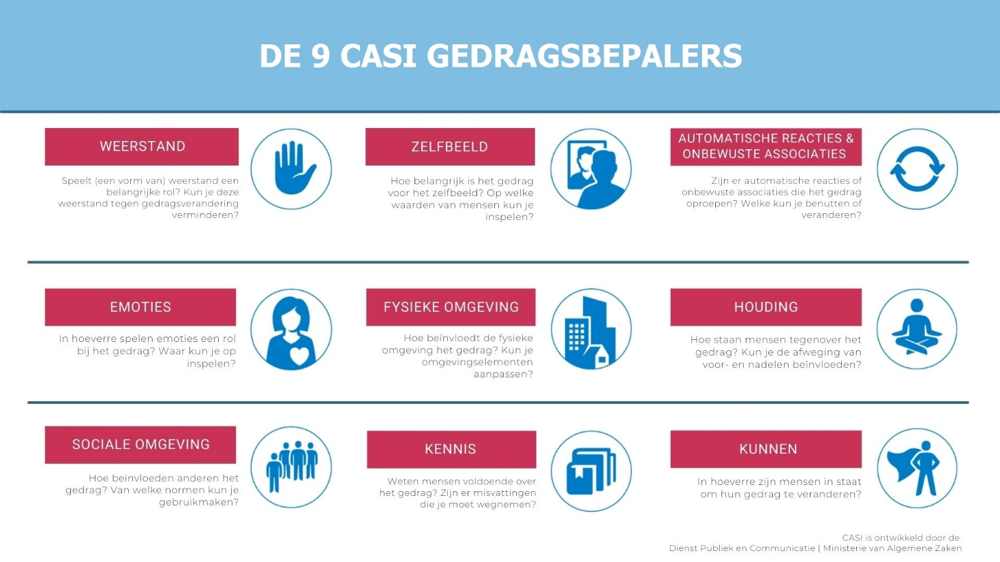 DE 9 CASI GEDRAGSBEPALERS
WEERSTAND
Speelt (een vorm van) weerstand een
belangrijke rol? Kun je deze
weerstand tegen gedragsverandering
verminderen?
ZELFBEELD
Hoe belangrijk is het gedrag
voor het zelfbeeld? Op welke
waarden van mensen kun je
inspelen?
AUTOMATISCHE REACTIES &
ONBEWUSTE ASSOCIATIES
Zijn er automatische reacties of
onbewuste associaties die het gedrag
oproepen? Welke kun je benutten of
veranderen?
EMOTIES
In hoeverre spelen emoties een rol
bij het gedrag? Waar kun je op
inspelen?
FYSIEKE OMGEVING
Hoe beïnvloedt de fysieke
omgeving het gedrag? Kun je
omgevingselementen
aanpassen?
HOUDING
Hoe staan mensen tegenover het
gedrag? Kun je de afweging van
voor- en nadelen beïnvloeden?
SOCIALE OMGEVING
Hoe beïnvloeden anderen het
gedrag? Van welke normen kun je
gebruikmaken?
KENNIS
Weten mensen voldoende over
het gedrag? Zijn er misvattingen
die je moet wegnemen?
KUNNEN
In hoeverre zijn mensen in staat
om hun gedrag te veranderen?
CASI is ontwikkeld door de
Dienst Publiek en Communicatie | Ministerie van Algemene Zaken